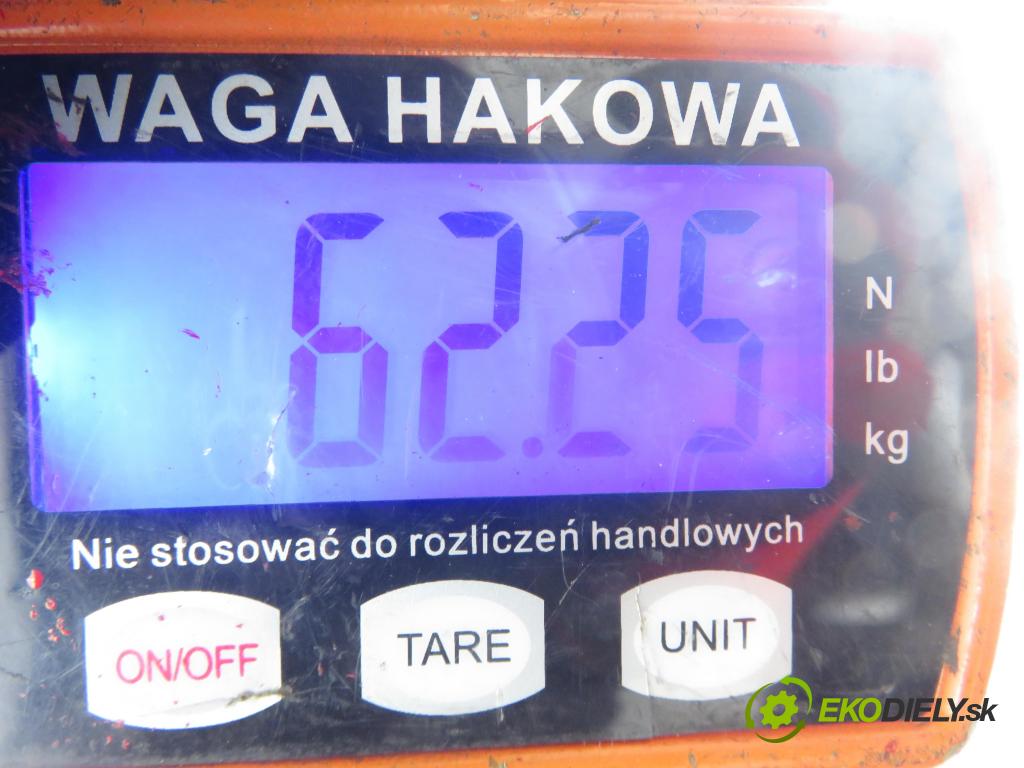 WAGA HAKOWA
62.25
N
lb
kg
Nie stosować do rozliczeń handlowych
ON/OFF TARE UNIT
EKODIELY.sk